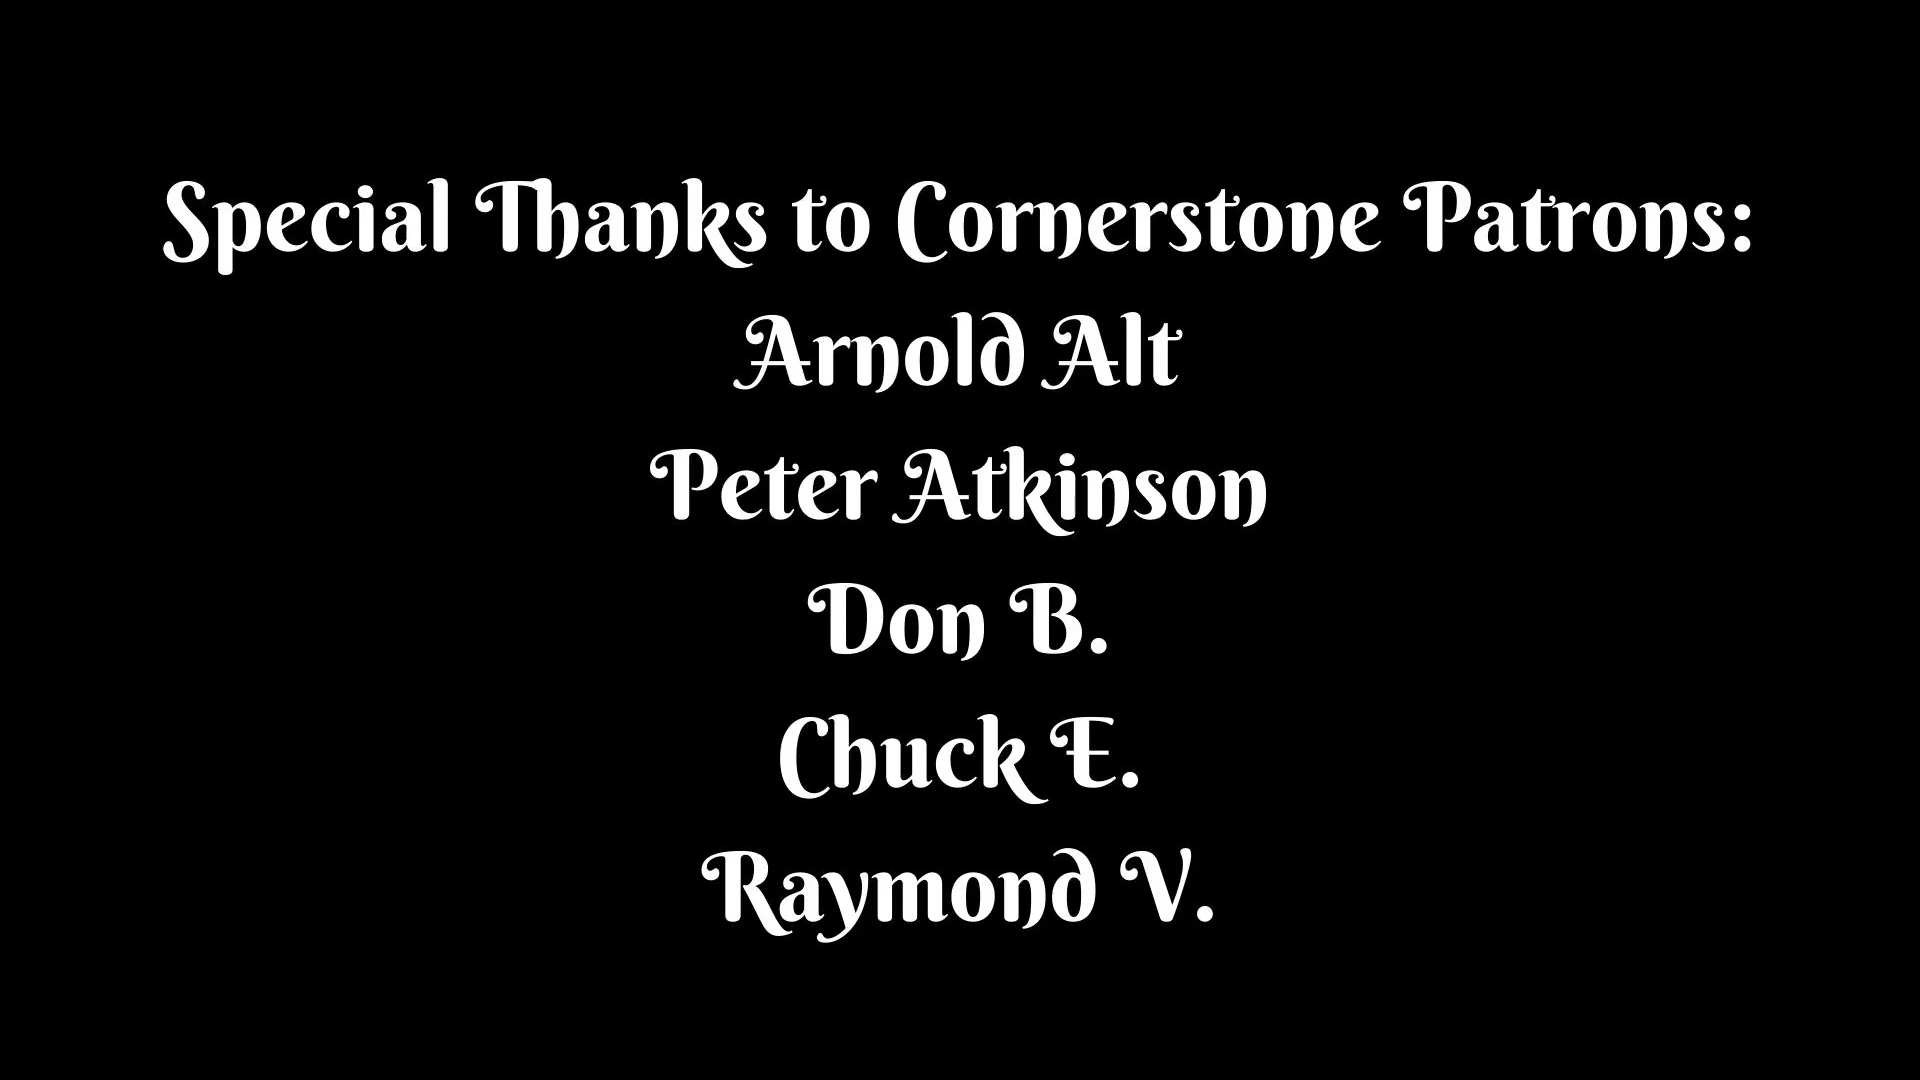 Special Thanks to Cornerstone Patrons:
Arnold Alt
Peter Atkinson
Don B.
Chuck E.
Raymond V.